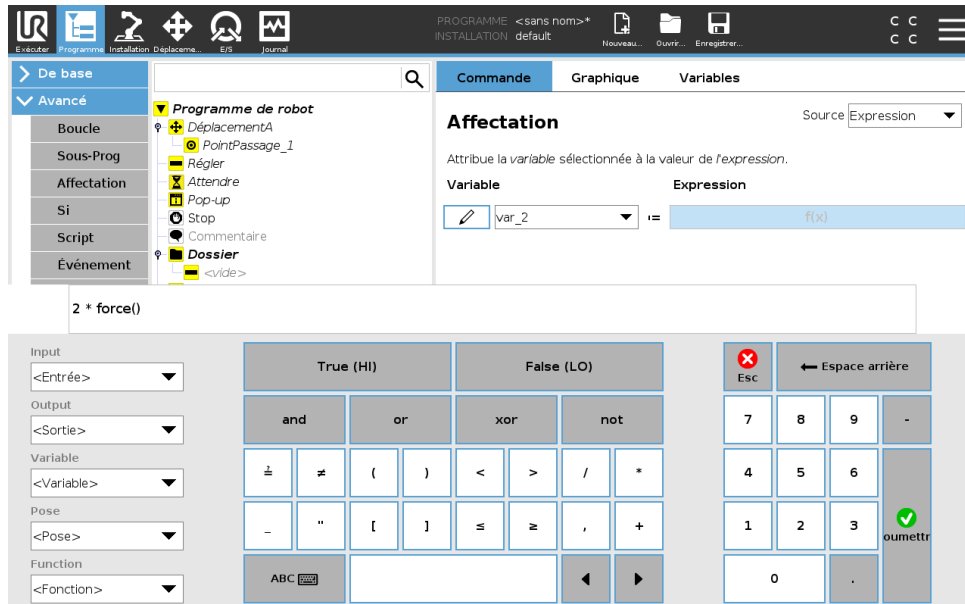 PROGRAMME <sans nom>*
INSTALLATION default
Exécuter Programme Installation Déplaceme... E/S Journal Nouveau... Ouvrir... Enregistrer...
C C
C C
De base
Avancé
Boucle
Sous-Prog
Affectation
Si
Script
Événement
Programme de robot
DéplacementA
PointPassage_1
Régler
Attendre
Pop-up
Stop
Commentaire
Dossier
<vide>
Commande Graphique Variables
Affectation
Source Expression
Attribue la variable sélectionnée à la valeur de l'expression.
Variable Expression
var_2 := f(x)
2 * force()
Input
<Entrée>
Output
<Sortie>
Variable
<Variable>
Pose
<Pose>
Function
<Fonction>
True (HI) False (LO)
and or xor not
≟ ≠ ( ) < > / *
_ " [ ] ≤ ≥ , +
ABC
Esc Espace arrière
7 8 9 -
4 5 6
1 2 3 oumettr
0 .